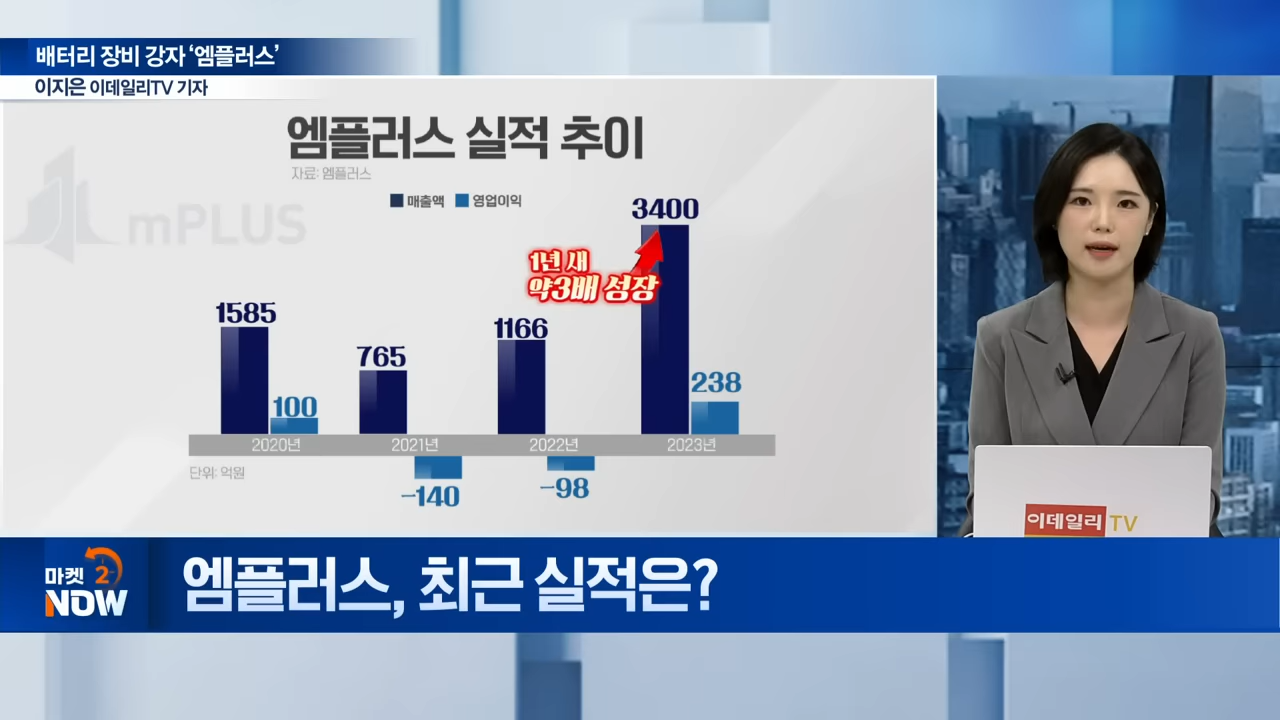 배터리 장비 강자 ‘엠플러스’
이지은 이데일리TV 기자
엠플러스 실적 추이
자료: 엠플러스
매출액 영업이익
mPLUS
3400
1년 새
약3배 성장
1585
1166
765
238
100
2020년 2021년 2022년 2023년
단위: 억원
-140
-98
이데일리 TV
마켓 2
NOW
엠플러스, 최근 실적은?